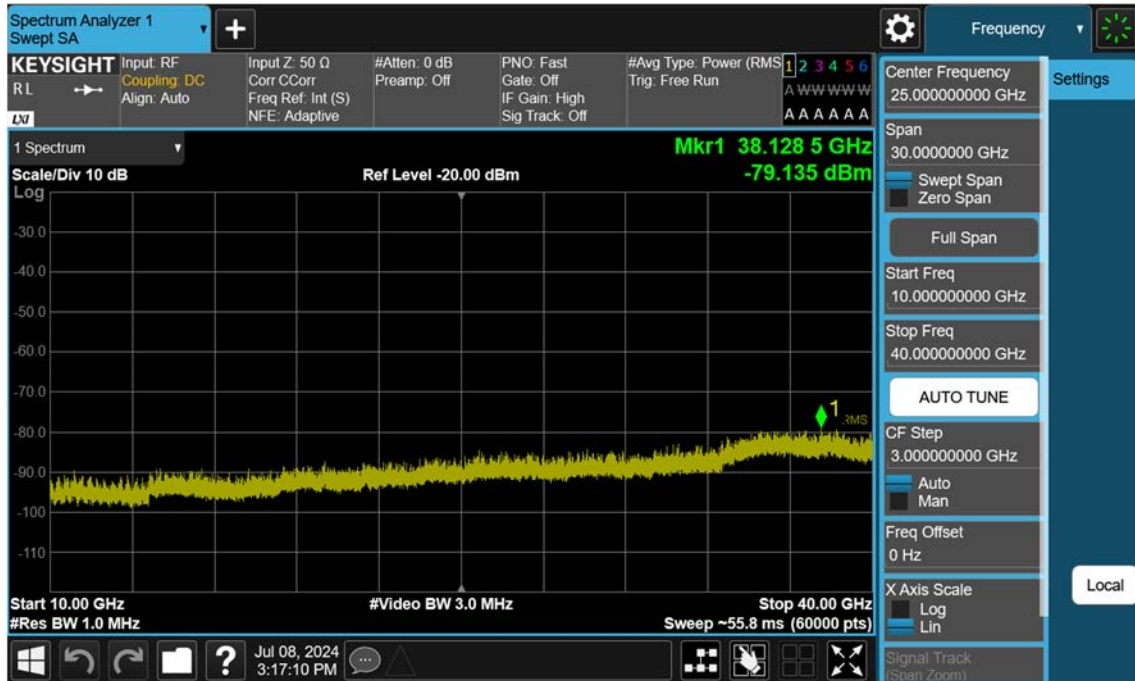 Spectrum Analyzer 1
Swept SA
Frequency
KEYSIGHT
RL
LXI
Input: RF
Coupling: DC
Align: Auto
Input Z: 50 Ω
Corr CCorr
Freq Ref: Int (S)
NFE: Adaptive
#Atten: 0 dB
Preamp: Off
PNO: Fast
Gate: Off
IF Gain: High
Sig Track: Off
#Avg Type: Power (RMS
Trig: Free Run
1 2 3 4 5 6
A W W W W W
A A A A A A
1 Spectrum
Mkr1 38.128 5 GHz
Scale/Div 10 dB
Ref Level -20.00 dBm
-79.135 dBm
Log
-30.0
-40.0
-50.0
-60.0
-70.0
-80.0
-90.0
-100
-110
1
RMS
Start 10.00 GHz
#Video BW 3.0 MHz
Stop 40.00 GHz
#Res BW 1.0 MHz
Sweep ~55.8 ms (60000 pts)
Center Frequency
25.000000000 GHz
Settings
Span
30.0000000 GHz
Swept Span
Zero Span
Full Span
Start Freq
10.000000000 GHz
Stop Freq
40.000000000 GHz
AUTO TUNE
CF Step
3.000000000 GHz
Auto
Man
Freq Offset
0 Hz
X Axis Scale
Log
Lin
Local
Signal Track
(Span Zoom)
?
Jul 08, 2024
3:17:10 PM